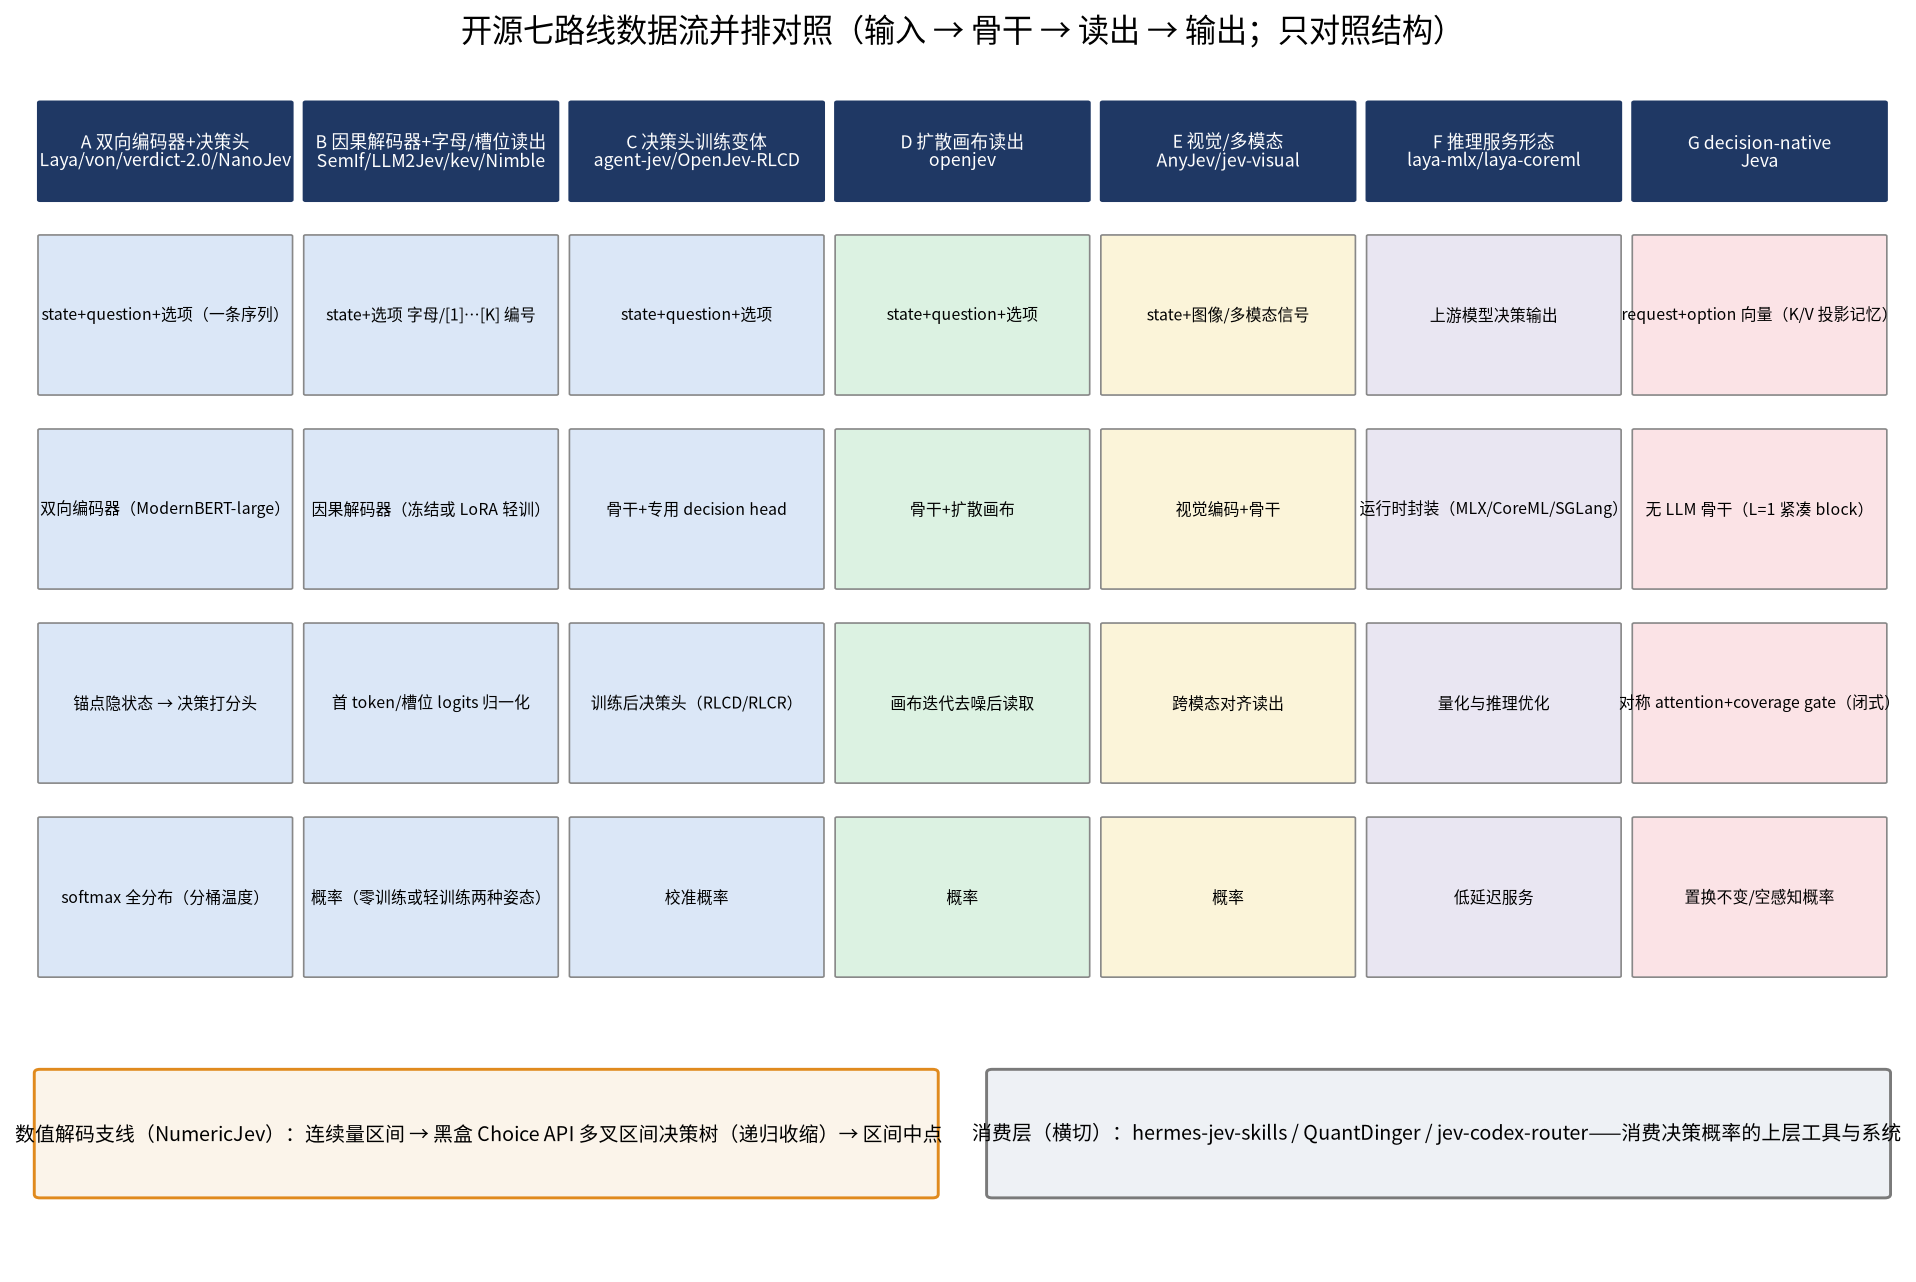 开源七路线数据流并排对照（输入 → 骨干 → 读出 → 输出；只对照结构）
A 双向编码器+决策头
Laya/von/verdict-2.0/NanoJev
B 因果解码器+字母/槽位读出
SemIf/LLM2Jev/kev/Nimble
C 决策头训练变体
agent-jev/OpenJev-RLCD
D 扩散画布读出
openjev
E 视觉/多模态
AnyJev/jev-visual
F 推理服务形态
laya-mlx/laya-coreml
G decision-native
Jeva
state+question+选项（一条序列）
state+选项 字母/[1]···[K] 编号
state+question+选项
state+question+选项
state+图像/多模态信号
上游模型决策输出
request+option 向量（K/V 投影记忆）
双向编码器（ModernBERT-large）
因果解码器（冻结或 LoRA 轻训）
骨干+专用 decision head
骨干+扩散画布
视觉编码+骨干
运行时封装（MLX/CoreML/SGLang）
无 LLM 骨干（L=1 紧凑 block）
锚点隐状态 → 决策打分头
首 token/槽位 logits 归一化
训练后决策头（RLCD/RLCR）
画布迭代去噪后读取
跨模态对齐读出
量化与推理优化
对称 attention+coverage gate（闭式）
softmax 全分布（分桶温度）
概率（零训练或轻训练两种姿态）
校准概率
概率
概率
低延迟服务
置换不变/空感知概率
数值解码支线（NumericJev）：连续量区间 → 黑盒 Choice API 多叉区间决策树（递归收缩）→ 区间中点
消费层（横切）：hermes-jev-skills / QuantDinger / jev-codex-router——消费决策概率的上层工具与系统